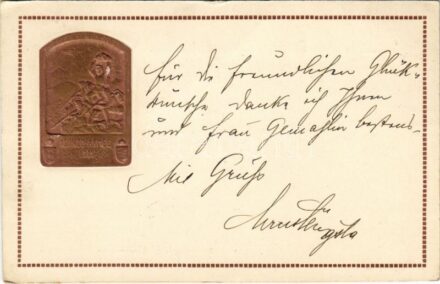 für die freundlichen Glück-
wünsche danke ich Ihnen
und frau Gemahlin bestens.
Mit Gruß